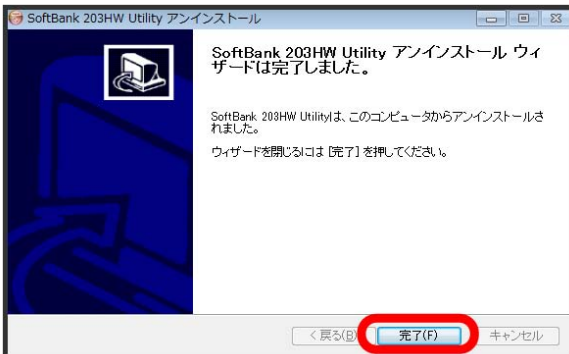 SoftBank 203HW Utility アンインストール
SoftBank 203HW Utility アンインストール ウィ
ザードは完了しました。
SoftBank 203HW Utilityは、このコンピュータからアンインストールさ
れました。
ウィザードを閉じるには [完了] を押してください。
< 戻る(B) 完了(F) キャンセル